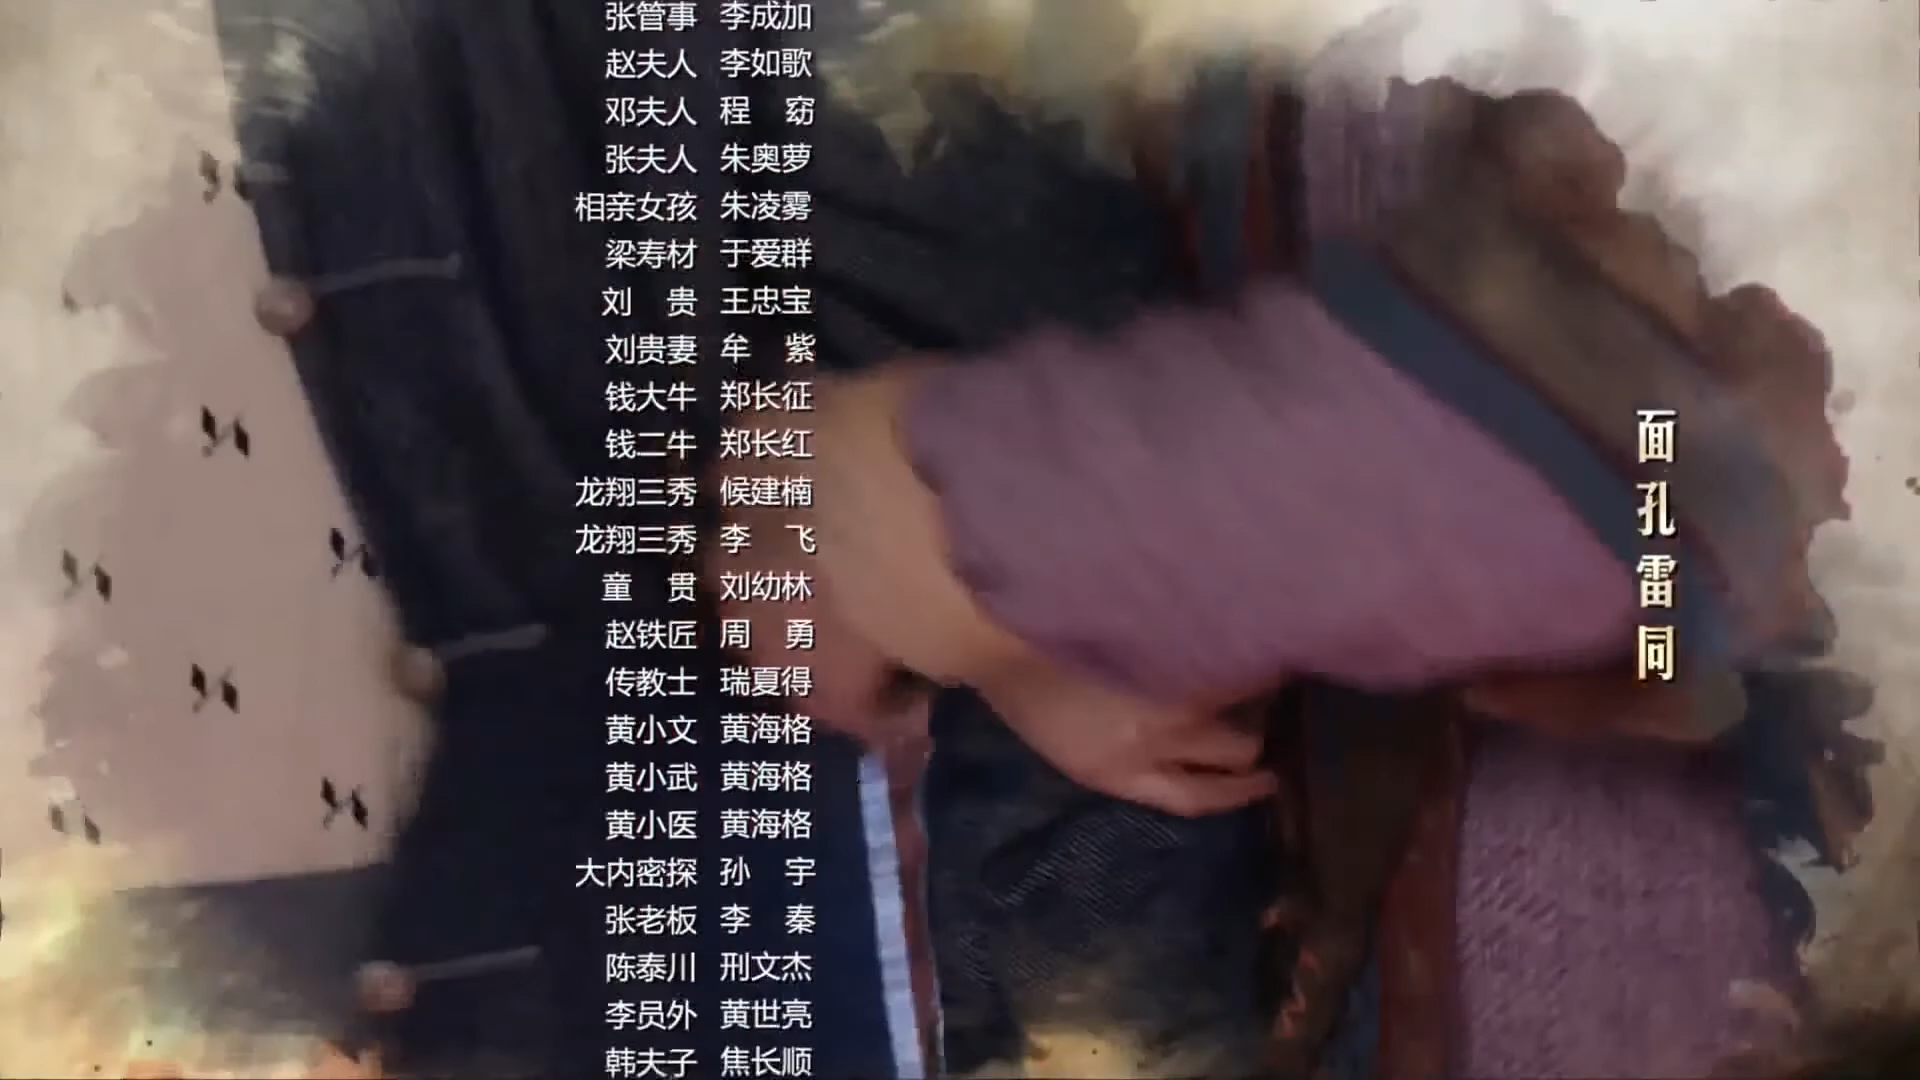 张管事 李成加
赵夫人 李如歌
邓夫人 程 窈
张夫人 朱奥萝
相亲女孩 朱凌雾
梁寿材 于爱群
刘 贵 王忠宝
刘贵妻 牟 紫
钱大牛 郑长征
钱二牛 郑长红
龙翔三秀 候建楠
龙翔三秀 李 飞
童 贯 刘幼林
赵铁匠 周 勇
传教士 瑞夏得
黄小文 黄海格
黄小武 黄海格
黄小医 黄海格
大内密探 孙 宇
张老板 李 秦
陈泰川 刑文杰
李员外 黄世亮
韩夫子 焦长顺
面孔雷同